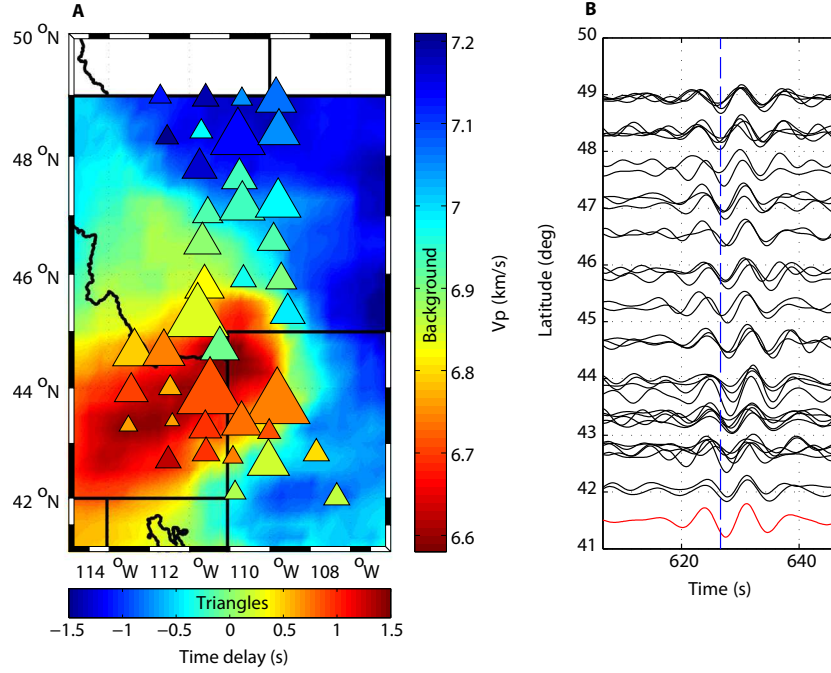 A
50 °N
48 °N
46 °N
44 °N
42 °N
114 °W 112 °W 110 °W 108 °W
7.2
7.1
7
6.9
6.8
6.7
6.6
Background
Vp (km/s)
Triangles
−1.5 −1 −0.5 0 0.5 1 1.5
Time delay (s)
B
50
49
48
47
46
45
44
43
42
41
Latitude (deg)
620 640
Time (s)